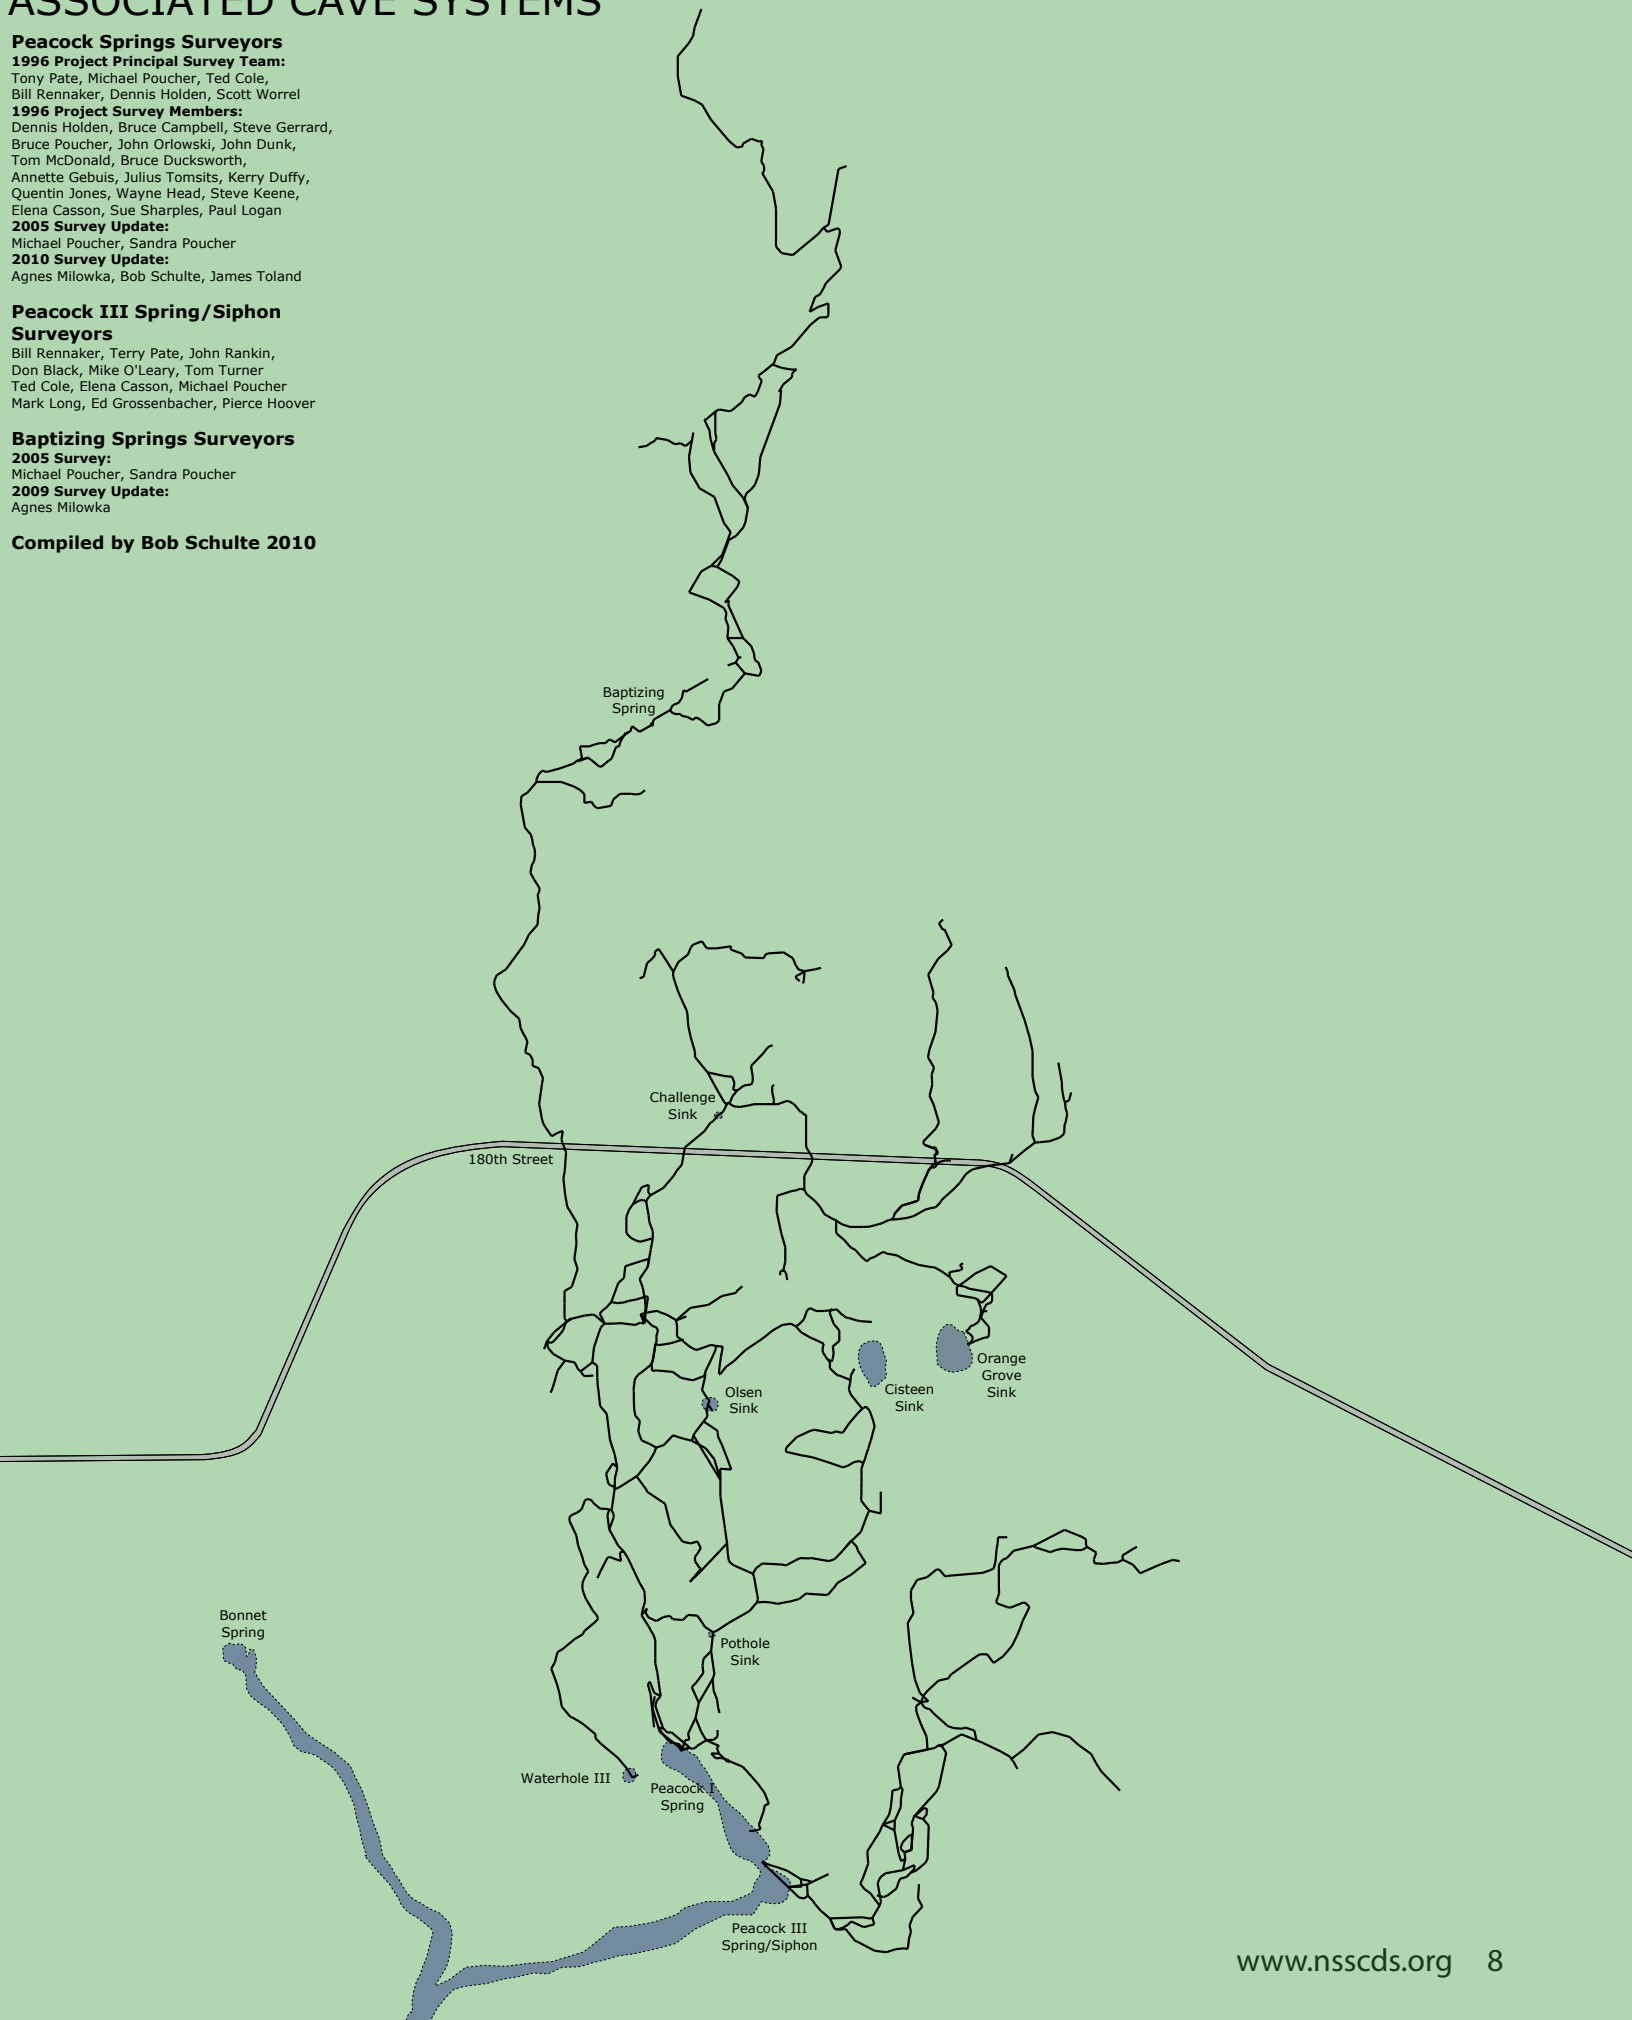 ASSOCIATED CAVE SYSTEMS
Peacock Springs Surveyors
1996 Project Principal Survey Team:
Tony Pate, Michael Poucher, Ted Cole,
Bill Rennaker, Dennis Holden, Scott Worrel
1996 Project Survey Members:
Dennis Holden, Bruce Campbell, Steve Gerrard,
Bruce Poucher, John Orlowski, John Dunk,
Tom McDonald, Bruce Ducksworth,
Annette Gebuis, Julius Tomsits, Kerry Duffy,
Quentin Jones, Wayne Head, Steve Keene,
Elena Casson, Sue Sharples, Paul Logan
2005 Survey Update:
Michael Poucher, Sandra Poucher
2010 Survey Update:
Agnes Milowka, Bob Schulte, James Toland
Peacock III Spring/Siphon
Surveyors
Bill Rennaker, Terry Pate, John Rankin,
Don Black, Mike O'Leary, Tom Turner
Ted Cole, Elena Casson, Michael Poucher
Mark Long, Ed Grossenbacher, Pierce Hoover
Baptizing Springs Surveyors
2005 Survey:
Michael Poucher, Sandra Poucher
2009 Survey Update:
Agnes Milowka
Compiled by Bob Schulte 2010
Baptizing
Spring
Challenge
Sink
180th Street
Orange
Grove
Sink
Cisteen
Sink
Olsen
Sink
Bonnet
Spring
Pothole
Sink
Waterhole III
Peacock I
Spring
Peacock III
Spring/Siphon
www.nsscds.org 8